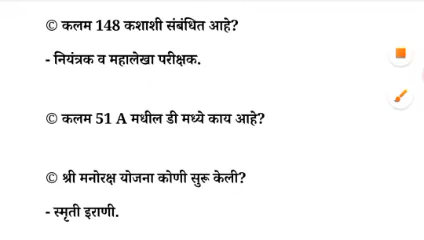 © कलम 148 कशाशी संबंधित आहे?
- नियंत्रक व महालेखा परीक्षक.
© कलम 51 A मधील डी मध्ये काय आहे?
© श्री मनोरक्ष योजना कोणी सुरू केली?
- स्मृती इराणी.